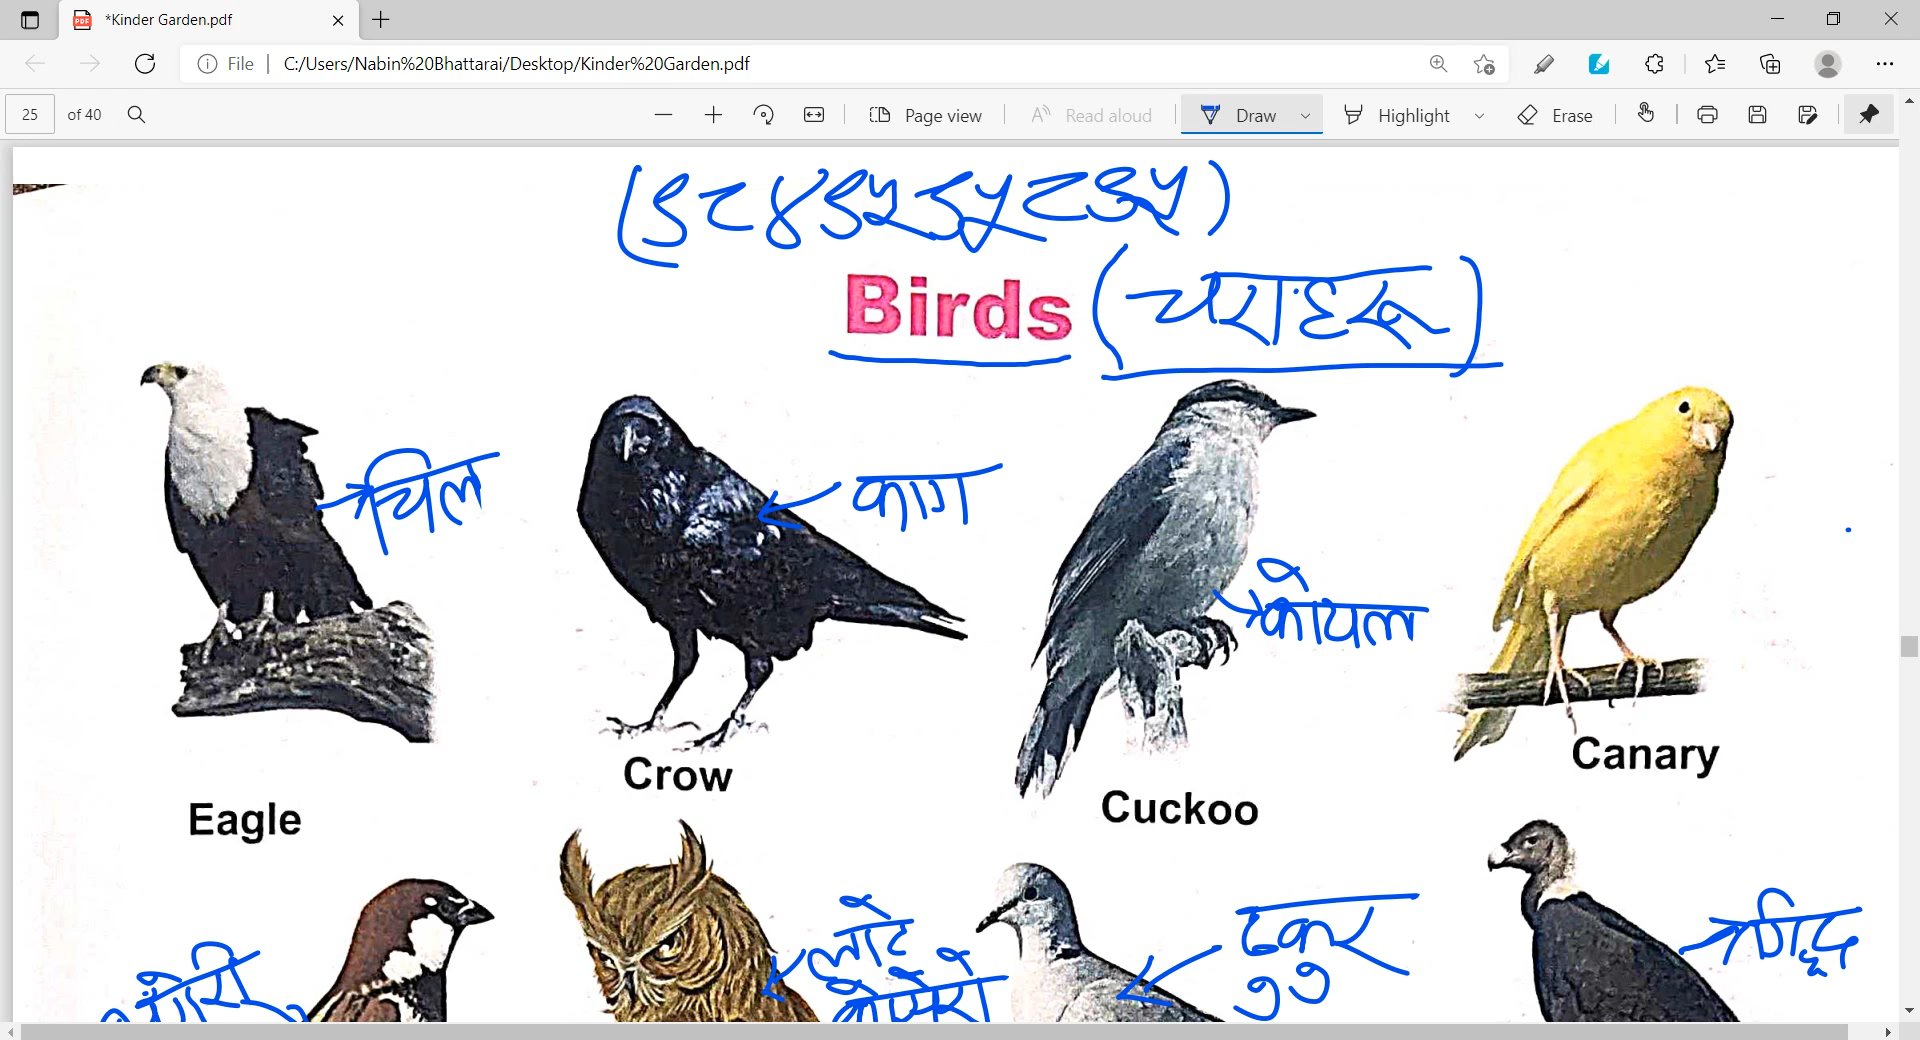 *Kinder Garden.pdf
File C:/Users/Nabin%20Bhattarai/Desktop/Kinder%20Garden.pdf
25 of 40 Page view Read aloud Draw Highlight Erase
Birds (चराहरू)
चिल
काग
कोयल
Canary
Crow
Cuckoo
Eagle
गिद्ध
लाटो
ढुकुर